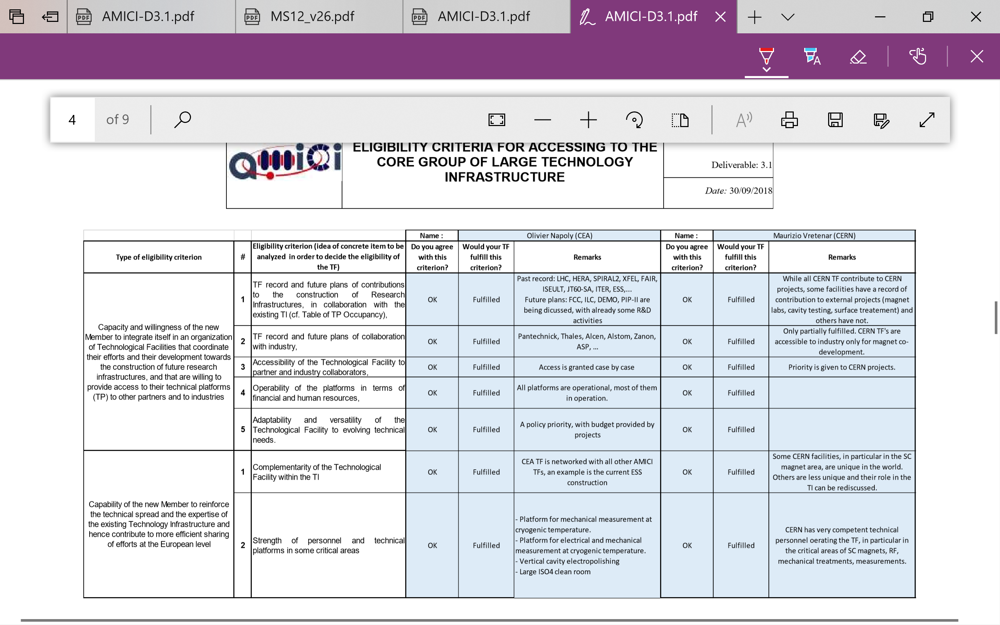 AMICI-D3.1.pdf
MS12_v26.pdf
AMICI-D3.1.pdf
AMICI-D3.1.pdf
4 of 9
amici
ELIGIBILITY CRITERIA FOR ACCESSING TO THE
CORE GROUP OF LARGE TECHNOLOGY
INFRASTRUCTURE
Deliverable: 3.1
Date: 30/09/2018
Name :
Olivier Napoly (CEA)
Name :
Maurizio Vretenar (CERN)
Type of eligibility criterion
#
Eligibility criterion (idea of concrete item to be
analyzed in order to decide the eligibility of
the TF)
Do you agree
with this
criterion?
Would your TF
fulfill this
criterion?
Remarks
Do you agree
with this
criterion?
Would your TF
fulfill this
criterion?
Remarks
Capacity and willingness of the new
Member to integrate itself in an organization
of Technological Facilities that coordinate
their efforts and their development towards
the construction of future research
infrastructures, and that are willing to
provide access to their technical platforms
(TP) to other partners and to industries
1
TF record and future plans of contributions
to the construction of Research
Infrastructures, in collaboration with the
existing TI (cf. Table of TP Occupancy),
OK
Fulfilled
Past record: LHC, HERA, SPIRAL2, XFEL, FAIR,
ISEULT, JT60-SA, ITER, ESS,...
Future plans: FCC, ILC, DEMO, PIP-II are
being dicussed, with already some R&D
activities
OK
Fulfilled
While all CERN TF contribute to CERN
projects, some facilities have a record of
contribution to external projects (magnet
labs, cavity testing, surface treatement) and
others have not.
2
TF record and future plans of collaboration
with industry,
OK
Fulfilled
Pantechnick, Thales, Alcen, Alstom, Zanon,
ASP, ...
OK
Fulfilled
Only partially fulfilled. CERN TF's are
accessible to industry only for magnet co-
development.
3
Accessibility of the Technological Facility to
partner and industry collaborators,
OK
Fulfilled
Access is granted case by case
OK
Fulfilled
Priority is given to CERN projects.
4
Operability of the platforms in terms of
financial and human resources,
OK
Fulfilled
All platforms are operational, most of them
in operation.
OK
Fulfilled
5
Adaptability and versatility of the
Technological Facility to evolving technical
needs.
OK
Fulfilled
A policy priority, with budget provided by
projects
OK
Fulfilled
Capability of the new Member to reinforce
the technical spread and the expertise of
the existing Technology Infrastructure and
hence contribute to more efficient sharing
of efforts at the European level
1
Complementarity of the Technological
Facility within the TI
OK
Fulfilled
CEA TF is networked with all other AMICI
TFs, an example is the current ESS
construction
OK
Fulfilled
Some CERN facilities, in particular in the SC
magnet area, are unique in the world.
Others are less unique and their role in the
TI can be rediscussed.
2
Strength of personnel and technical
platforms in some critical areas
OK
Fulfilled
- Platform for mechanical measurement at
cryogenic temperature.
- Platform for electrical and mechanical
measurement at cryogenic temperature.
- Vertical cavity electropolishing
- Large ISO4 clean room
OK
Fulfilled
CERN has very competent technical
personnel oerating the TF, in particular in
the critical areas of SC magnets, RF,
mechanical treatments, measurements.